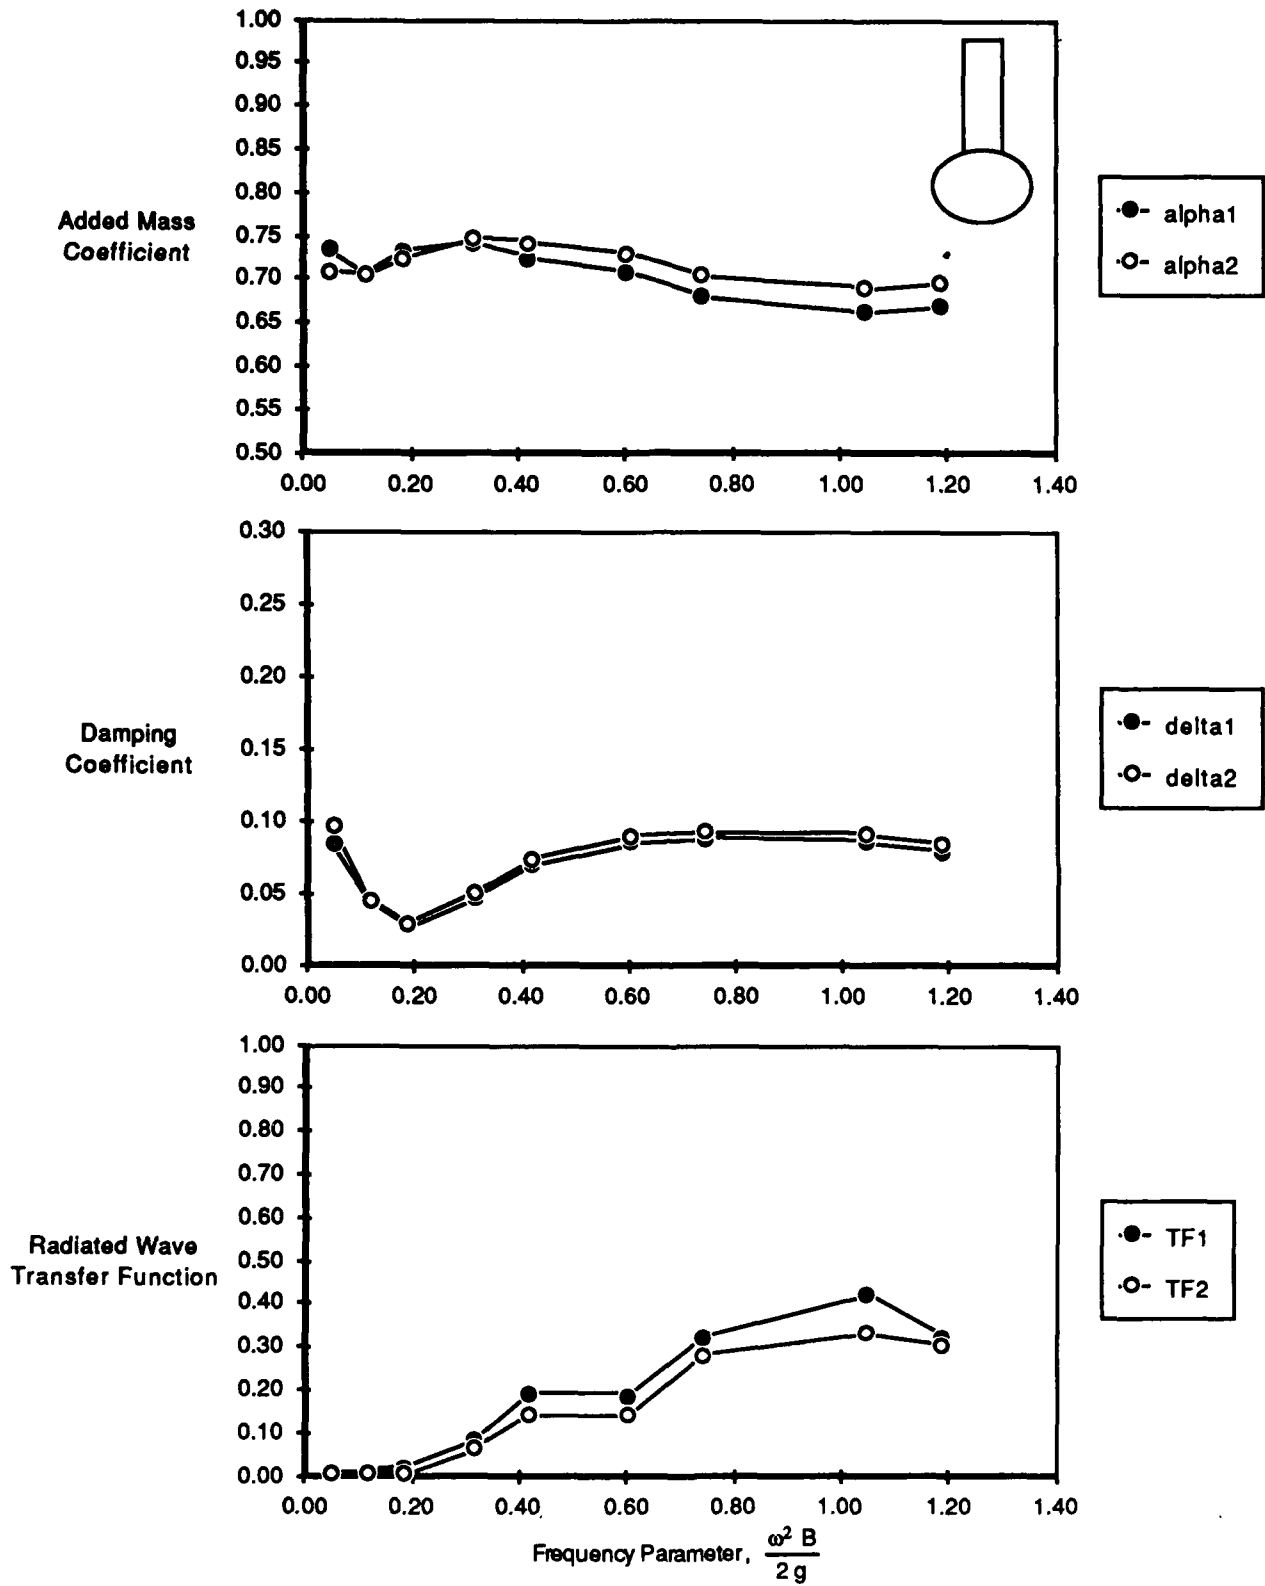 1.00
0.95
0.90
0.85
0.80
0.75
0.70
0.65
0.60
0.55
0.50
Added Mass
Coefficient
0.00 0.20 0.40 0.60 0.80 1.00 1.20 1.40
alpha1
alpha2
0.30
0.25
0.20
0.15
0.10
0.05
0.00
Damping
Coefficient
0.00 0.20 0.40 0.60 0.80 1.00 1.20 1.40
delta1
delta2
1.00
0.90
0.80
0.70
0.60
0.50
0.40
0.30
0.20
0.10
0.00
Radiated Wave
Transfer Function
0.00 0.20 0.40 0.60 0.80 1.00 1.20 1.40
TF1
TF2
Frequency Parameter, ω² B
2 g